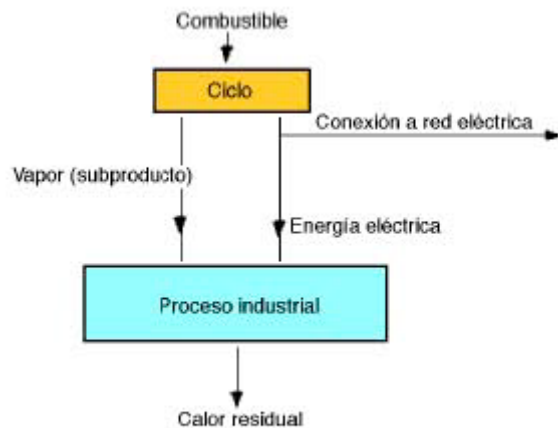 Combustible
Ciclo
Conexión a red eléctrica
Vapor (subproducto)
Energía eléctrica
Proceso industrial
Calor residual